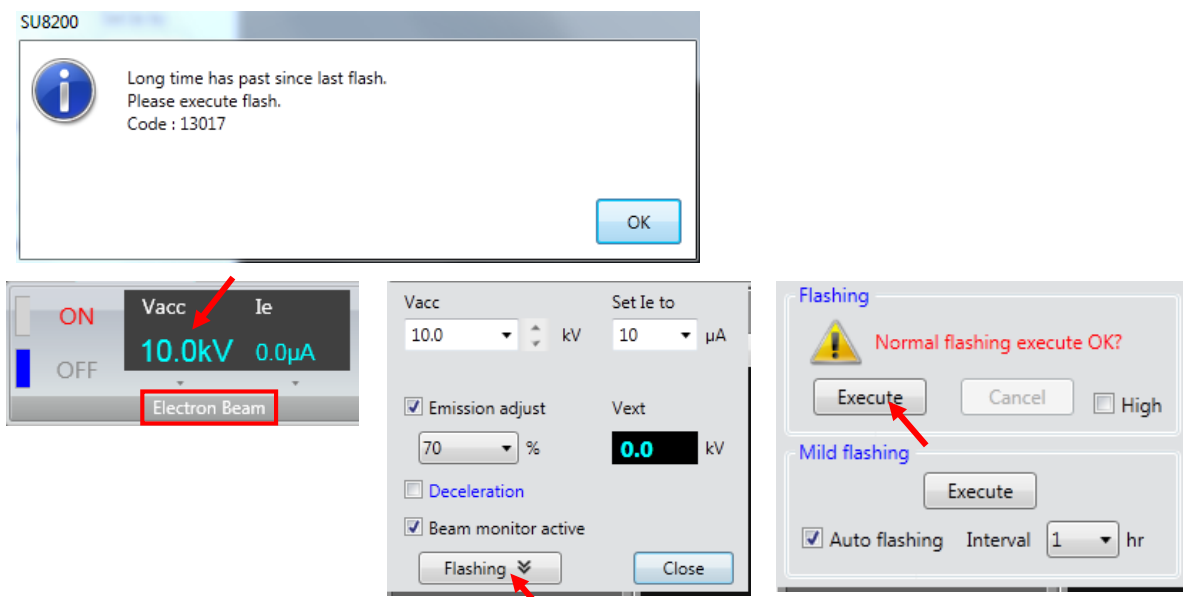 SU8200
Long time has past since last flash.
Please execute flash.
Code : 13017
OK
ON
OFF
Vacc Ie
10.0kV 0.0µA
Electron Beam
Vacc Set Ie to
10.0 kV 10 µA
Emission adjust Vext
70 % 0.0 kV
Deceleration
Beam monitor active
Flashing Close
Flashing
Normal flashing execute OK?
Execute Cancel High
Mild flashing
Execute
Auto flashing Interval 1 hr